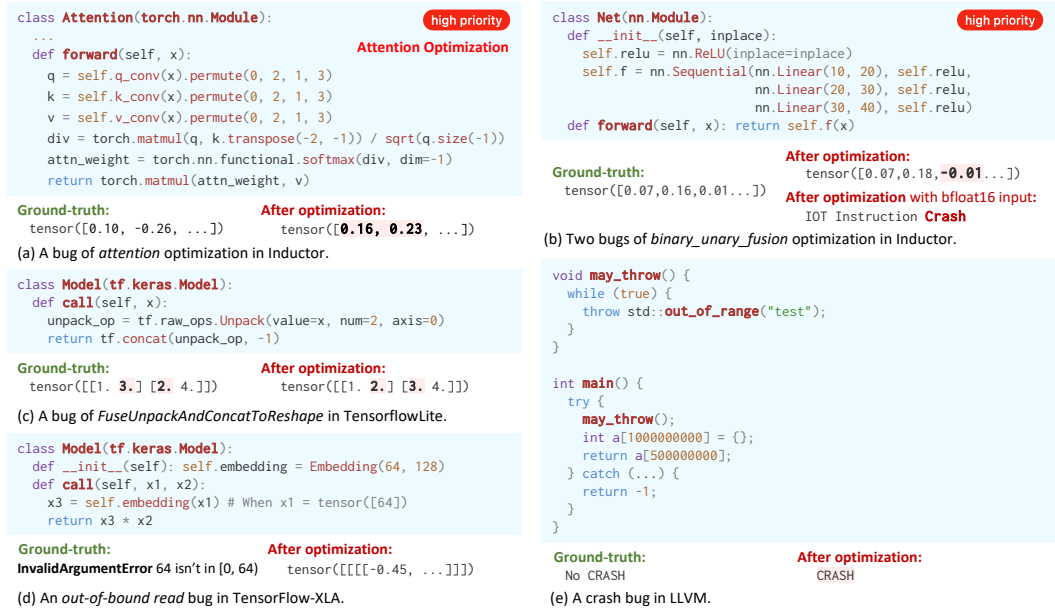 class Attention(torch.nn.Module):
high priority
...
Attention Optimization
def forward(self, x):
q = self.q_conv(x).permute(0, 2, 1, 3)
k = self.k_conv(x).permute(0, 2, 1, 3)
v = self.v_conv(x).permute(0, 2, 1, 3)
div = torch.matmul(q, k.transpose(-2, -1)) / sqrt(q.size(-1))
attn_weight = torch.nn.functional.softmax(div, dim=-1)
return torch.matmul(attn_weight, v)
Ground-truth:
tensor([0.10, -0.26, ...])
After optimization:
tensor([0.16, 0.23, ...])
(a) A bug of attention optimization in Inductor.
class Model(tf.keras.Model):
def call(self, x):
unpack_op = tf.raw_ops.Unpack(value=x, num=2, axis=0)
return tf.concat(unpack_op, -1)
Ground-truth:
tensor([[1. 3.] [2. 4.]])
After optimization:
tensor([[1. 2.] [3. 4.]])
(c) A bug of FuseUnpackAndConcatToReshape in TensorflowLite.
class Model(tf.keras.Model):
def __init__(self): self.embedding = Embedding(64, 128)
def call(self, x1, x2):
x3 = self.embedding(x1) # When x1 = tensor([64])
return x3 * x2
Ground-truth:
InvalidArgumentError 64 isn't in [0, 64)
After optimization:
tensor([[[[-0.45, ...]]])
(d) An out-of-bound read bug in TensorFlow-XLA.
class Net(nn.Module):
high priority
def __init__(self, inplace):
self.relu = nn.ReLU(inplace=inplace)
self.f = nn.Sequential(nn.Linear(10, 20), self.relu,
nn.Linear(20, 30), self.relu,
nn.Linear(30, 40), self.relu)
def forward(self, x): return self.f(x)
Ground-truth:
tensor([0.07,0.16,0.01...])
After optimization:
tensor([0.07,0.18,-0.01...])
After optimization with bfloat16 input:
IOT Instruction Crash
(b) Two bugs of binary_unary_fusion optimization in Inductor.
void may_throw() {
while (true) {
throw std::out_of_range("test");
}
}
int main() {
try {
may_throw();
int a[1000000000] = {};
return a[500000000];
} catch (...) {
return -1;
}
}
Ground-truth:
No CRASH
After optimization:
CRASH
(e) A crash bug in LLVM.